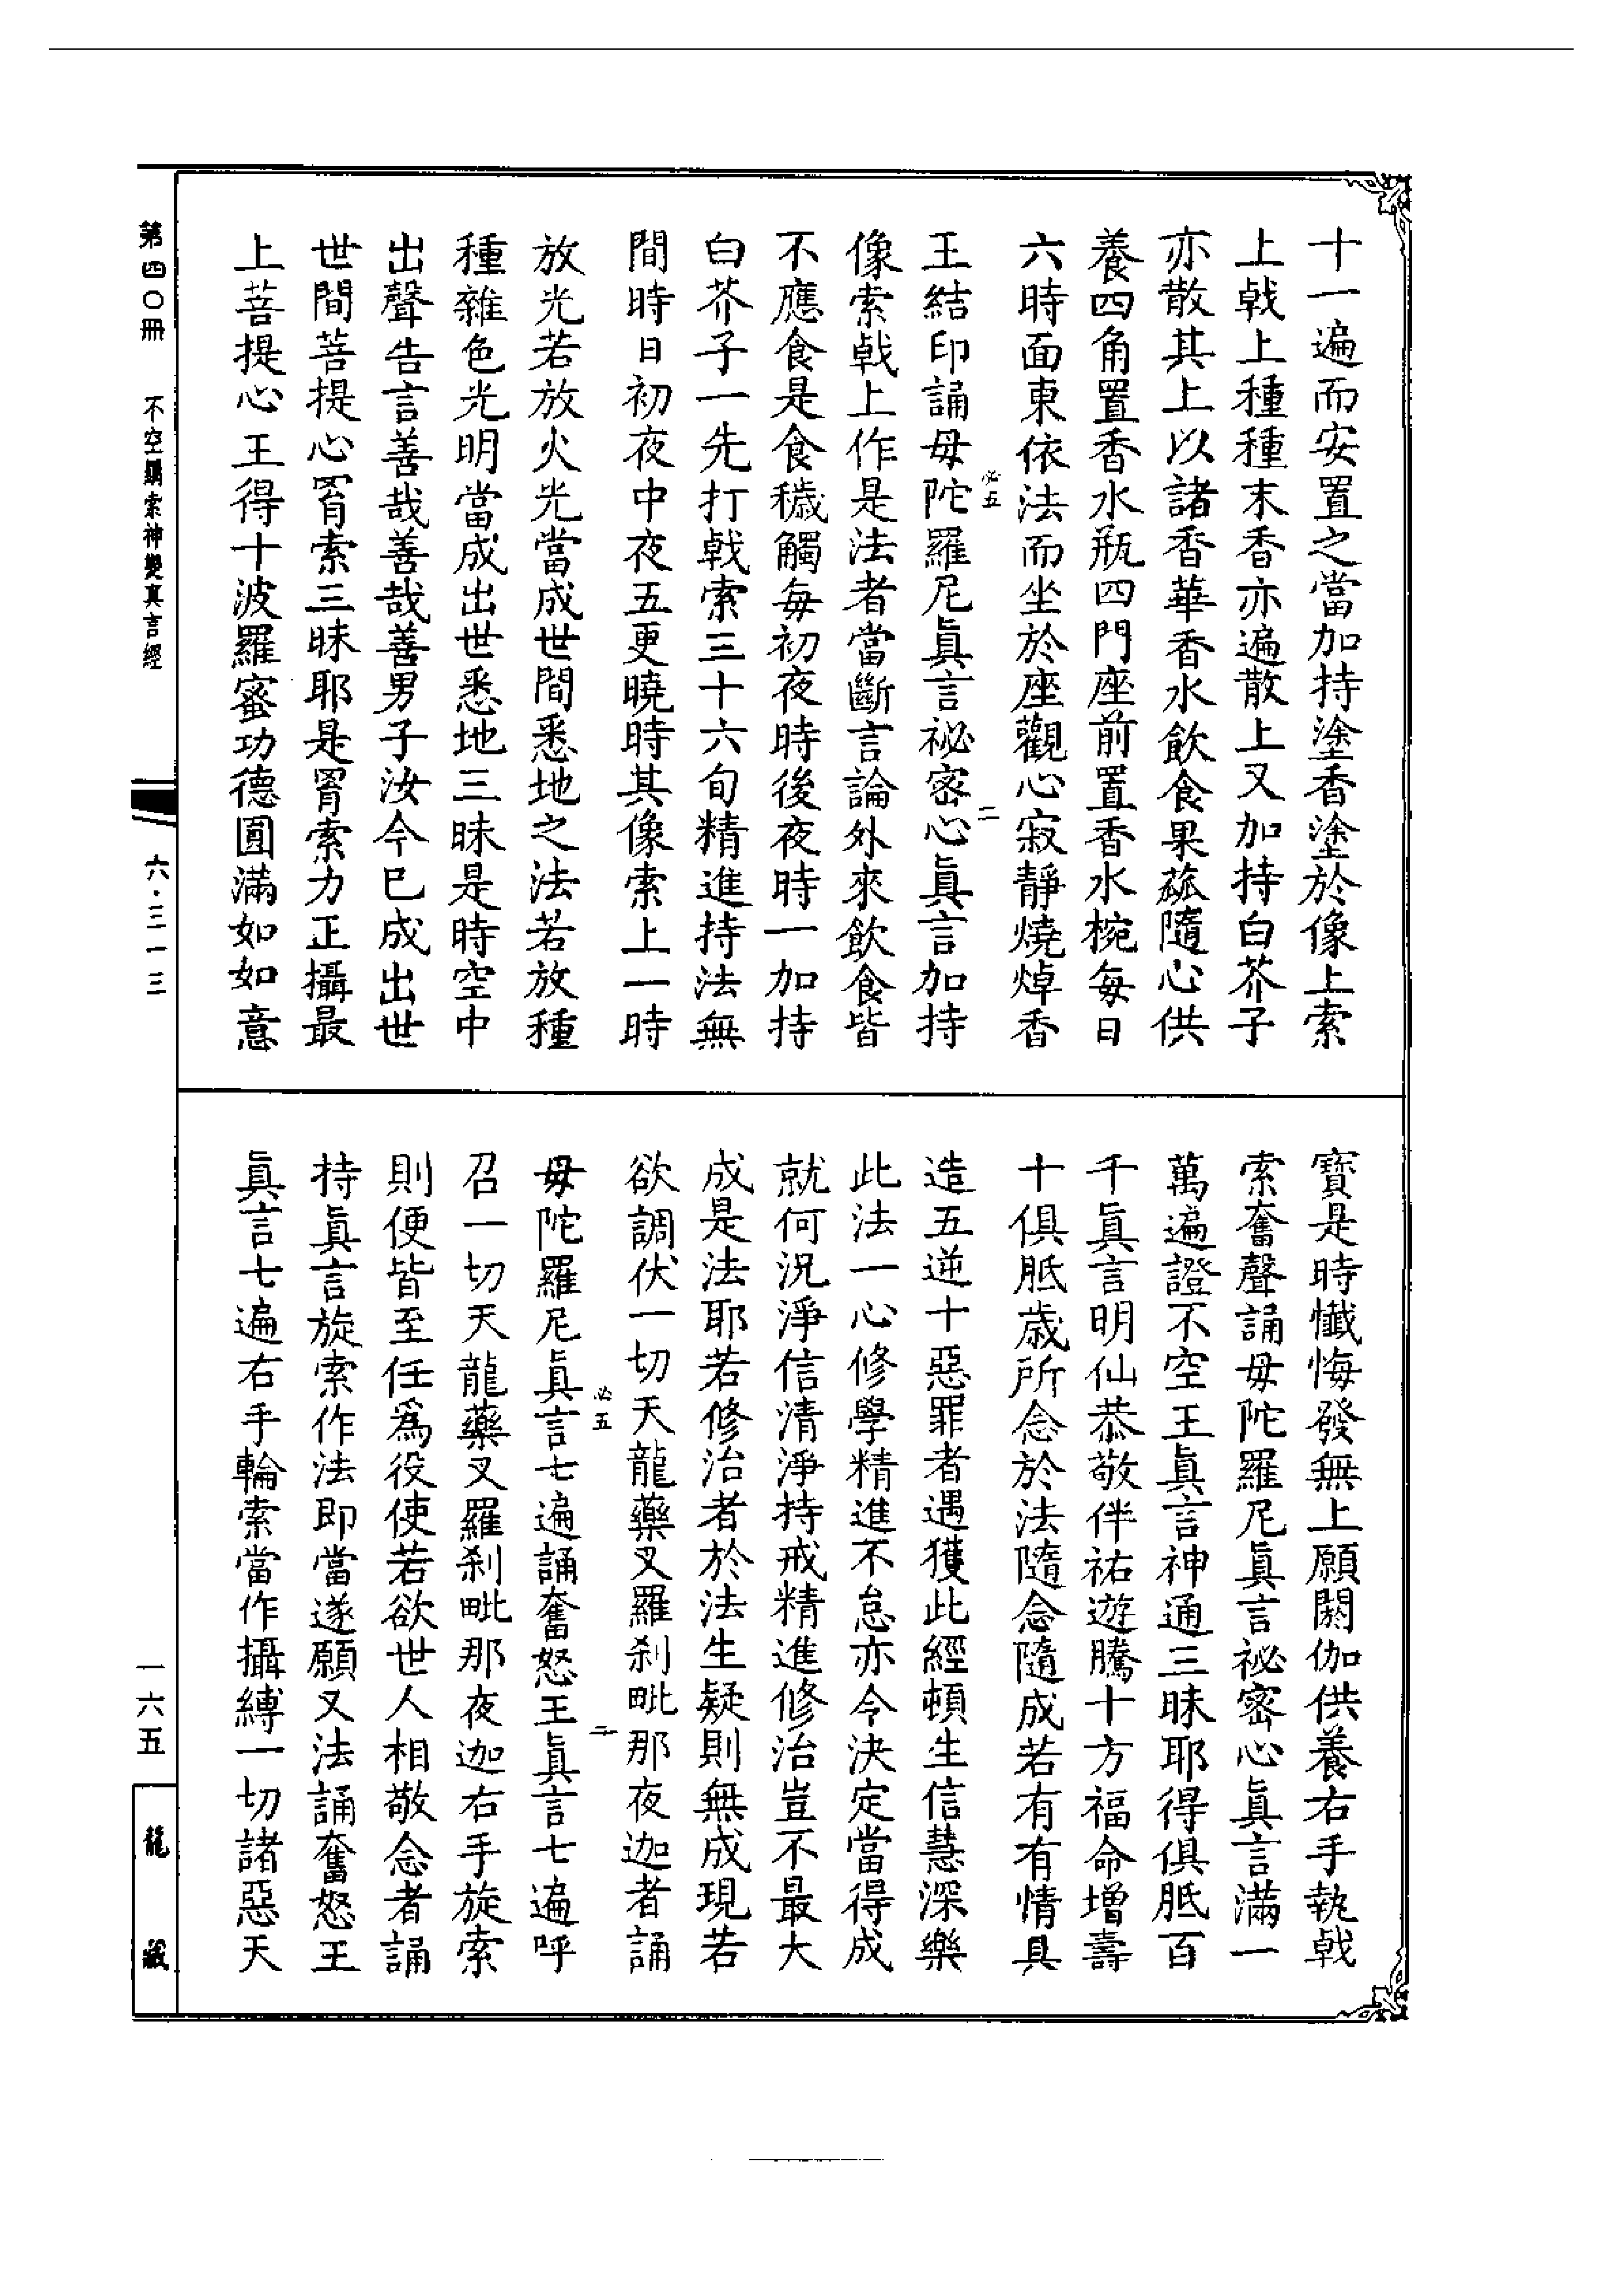 十一遍而安置之當加持塗香塗於像上索
上戟上種種末香亦遍散上又加持白芥子
亦散其上以諸香華香水飲食果蓏隨心供
養四角置香水瓶四門座前置香水椀每日
六時面東依法而坐於座觀心寂靜燒焯香
必五 二
王結印誦母陀羅尼眞言祕密心眞言加持
像索戟上作是法者當斷言論外來飲食皆
不應食是食穢觸每初夜時後夜時一加持
白芥子一先打戟索三十六旬精進持法無
間時日初夜中夜五更曉時其像索上一時
放光若放火光當成世間悉地之法若放種
種雜色光明當成出世悉地三昧是時空中
出聲告言善哉善哉善男子汝今已成出世
世間菩提心罥索三昧耶是罥索力正攝最
上菩提心王得十波羅蜜功德圓滿如如意
寶是時懺悔發無上願閼伽供養右手執戟
索奮聲誦母陀羅尼眞言祕密心眞言滿一
萬遍證不空王眞言神通三昧耶得俱胝百
千眞言明仙恭敬伴祐遊騰十方福命增壽
十俱胝歲所念於法隨念隨成若有有情具
造五逆十惡罪者遇獲此經頓生信慧深樂
此法一心修學精進不怠亦令決定當得成
就何況淨信清淨持戒精進修治豈不最大
成是法耶若修治者於法生疑則無成現若
欲調伏一切天龍藥叉羅刹毗那夜迦者誦
必五 二
母陀羅尼眞言七遍誦奮怒王眞言七遍呼
召一切天龍藥叉羅刹毗那夜迦右手旋索
則便皆至任爲役使若欲世人相敬念者誦
持眞言旋索作法即當遂願又法誦奮怒王
眞言七遍右手輪索當作攝縛一切諸惡天
第四〇冊 不空羂索神變真言經 六·三一三
一六五 龍藏